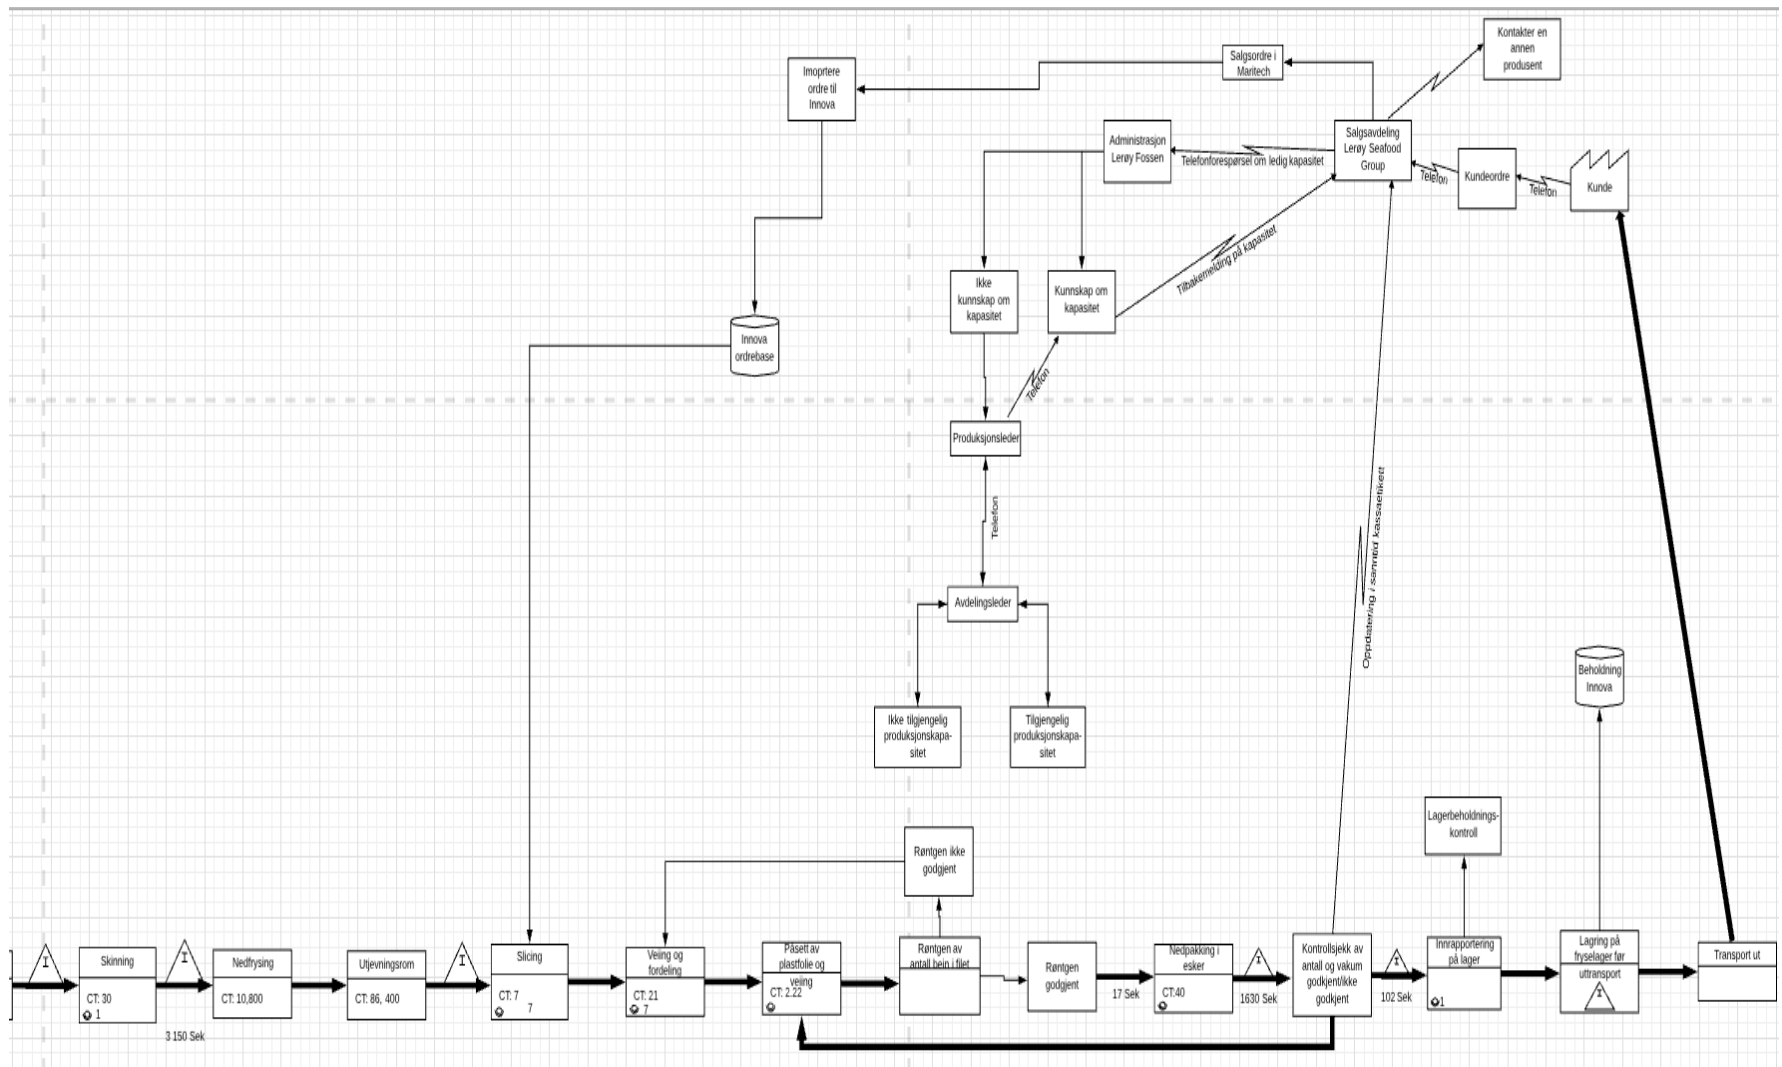 Kontakter en
annen
produsent
Salgsordre i
Maritech
Imoprtere
ordre til
Innova
Salgsavdeling
Lerøy Seafood
Group
Administrasjon
Lerøy Fossen
Telefonforespørsel om ledig kapasitet
Telefon
Kundeordre
Telefon
Kunde
Tilbakemelding på kapasitet
Ikke
kunnskap om
kapasitet
Kunnskap om
kapasitet
Innova
ordrebase
Telefon
Produksjonsleder
Telefon
Oppdatering i sanntid kassaetikett
Avdelingsleder
Ikke tilgjengelig
produksjonskapa-
sitet
Tilgjengelig
produksjonskapa-
sitet
Beholdning
Innova
Lagerbeholdnings-
kontroll
Røntgen ikke
godgjent
I
Skinning
CT: 30
1
I
3 150 Sek
Nedfrysing
CT: 10,800
Utjevningsrom
CT: 86, 400
I
Slicing
CT: 7
7
Veiing og
fordeling
CT: 21
7
Påsett av
plastfolie og
veiing
CT: 2.22
Røntgen av
antall bein i filet
Røntgen
godgjent
17 Sek
Nedpakking i
esker
CT:40
I
1630 Sek
Kontrollsjekk av
antall og vakum
godkjent/ikke
godkjent
I
102 Sek
Innrapportering
på lager
1
Lagring på
fryselager før
uttransport
I
Transport ut